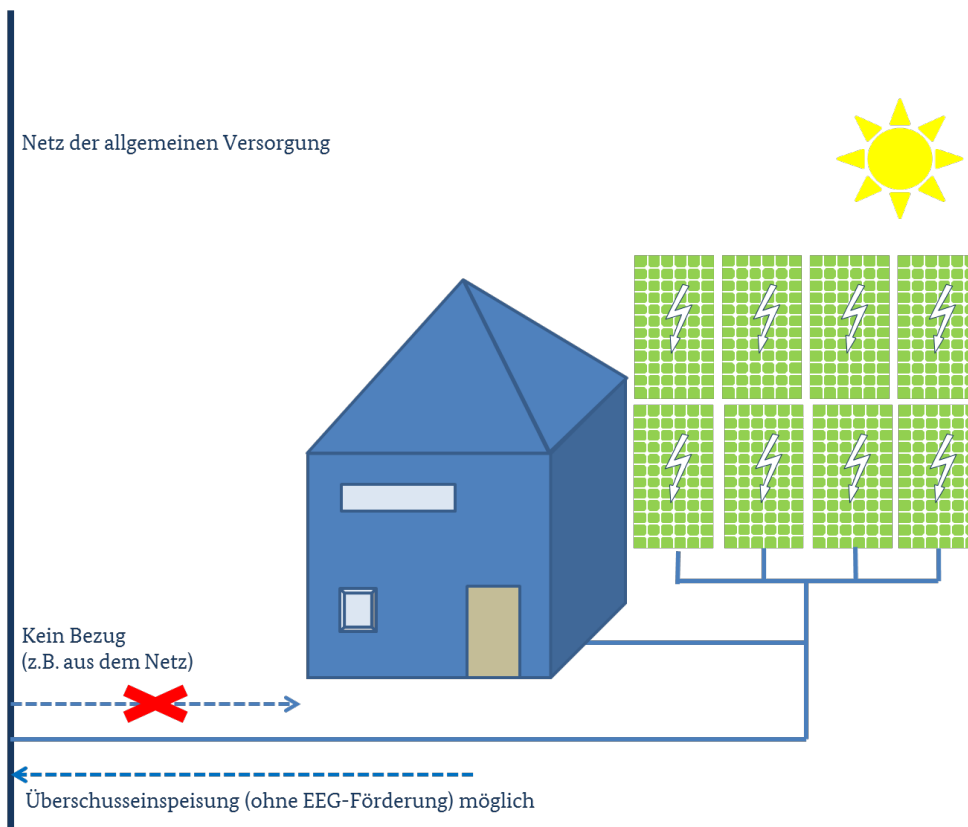 Netz der allgemeinen Versorgung
Kein Bezug
(z.B. aus dem Netz)
Überschusseinspeisung (ohne EEG-Förderung) möglich